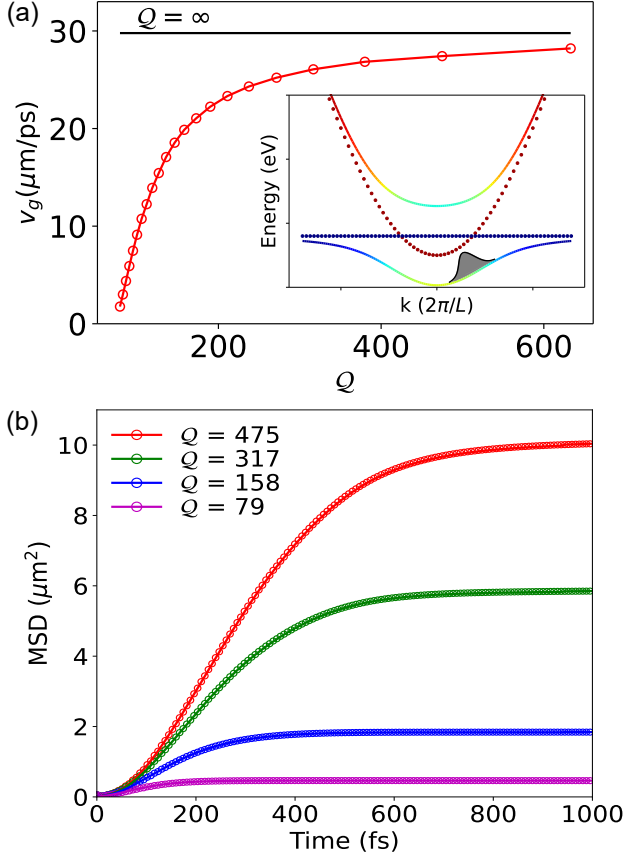 (a)
𝒬 = ∞
30
20
10
0
v_g(μm/ps)
Energy (eV)
k (2π/L)
200
400
600
𝒬
(b)
𝒬 = 475
𝒬 = 317
𝒬 = 158
𝒬 = 79
10
8
6
4
2
0
MSD (μm²)
0
200
400
600
800
1000
Time (fs)